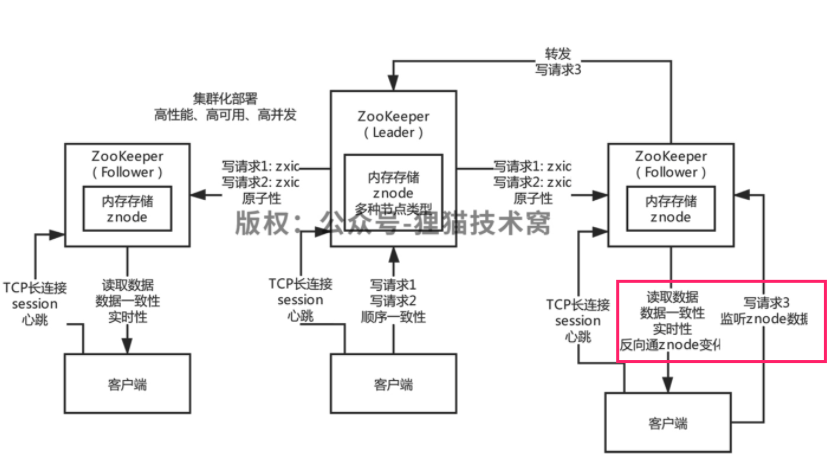 转发
写请求3
集群化部署
高性能、高可用、高并发
ZooKeeper
（Leader）
内存存储
znode
多种节点类型
ZooKeeper
（Follower）
内存存储
znode
写请求1: zxic
写请求2: zxic
原子性
写请求1: zxic
写请求2: zxic
原子性
ZooKeeper
（Follower）
内存存储
znode
版权：公众号-狸猫技术窝
TCP长连接
session
心跳
读取数据
数据一致性
实时性
TCP长连接
session
心跳
写请求1
写请求2
顺序一致性
TCP长连接
session
心跳
读取数据
数据一致性
实时性
反向通znode变化
写请求3
监听znode数据
客户端
客户端
客户端